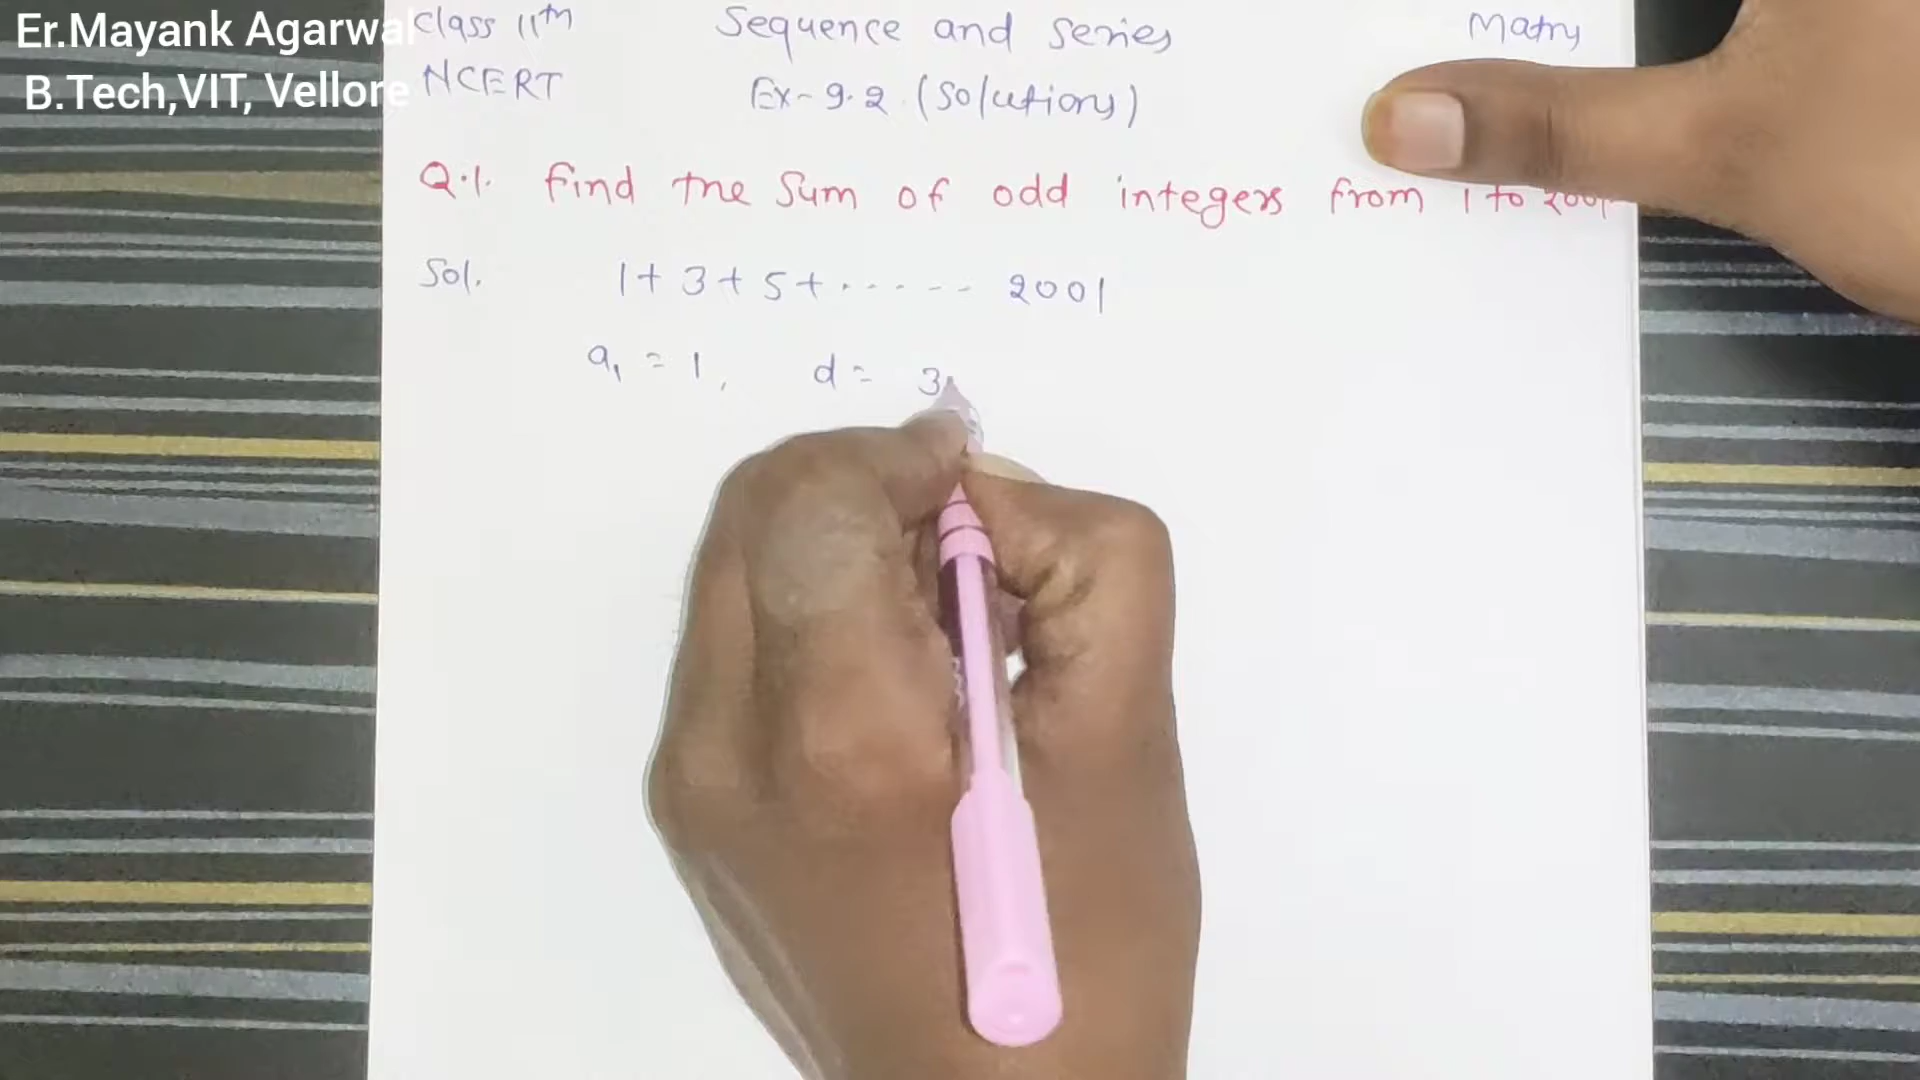 Er.Mayank Agarwal
B.Tech,VIT, Vellore
Class 11th Sequence and series Maths
NCERT Ex-9.2 (Solutions)
Q.1. find the Sum of odd integers from 1 to 2001
Sol. 1+3+5+..... -- 2001
a₁ = 1, d = 3